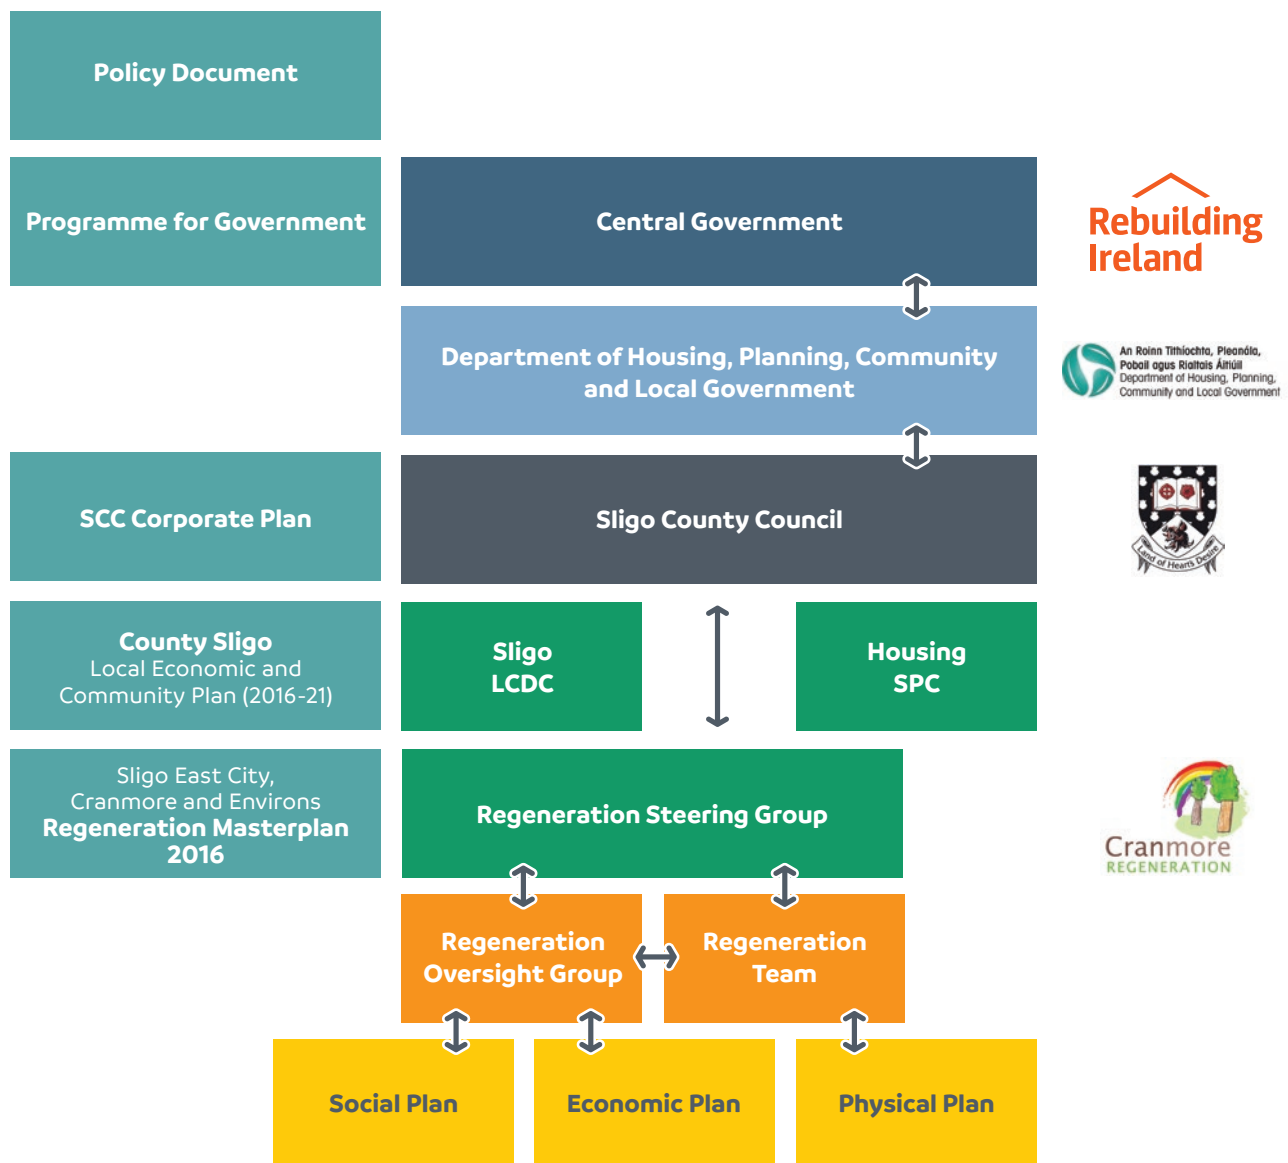 Policy Document
Programme for Government
Central Government
Rebuilding
Ireland
Department of Housing, Planning, Community
and Local Government
An Roinn Tithíochta, Pleanála,
Pobail agus Rialtais Áitiúil
Department of Housing, Planning,
Community and Local Government
SCC Corporate Plan
Sligo County Council
Land of Heart's Desire
County Sligo
Local Economic and
Community Plan (2016-21)
Sligo
LCDC
Housing
SPC
Sligo East City,
Cranmore and Environs
Regeneration Masterplan
2016
Regeneration Steering Group
Cranmore
REGENERATION
Regeneration
Oversight Group
Regeneration
Team
Social Plan
Economic Plan
Physical Plan